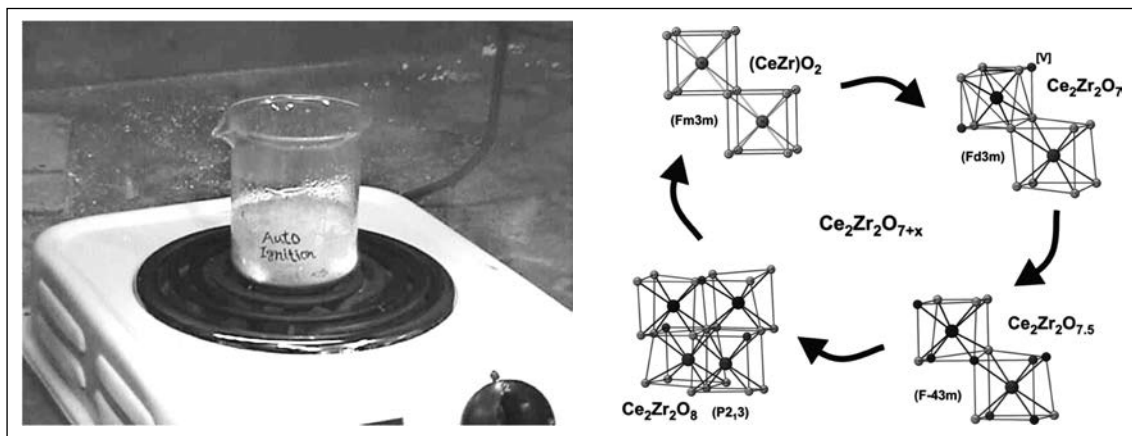 Auto
Ignition
(CeZr)O₂
(Fm3m)
[V]
Ce₂Zr₂O₇
(Fd3m)
Ce₂Zr₂O₇₊ₓ
Ce₂Zr₂O₇.₅
(F-43m)
Ce₂Zr₂O₈
(P2₁3)